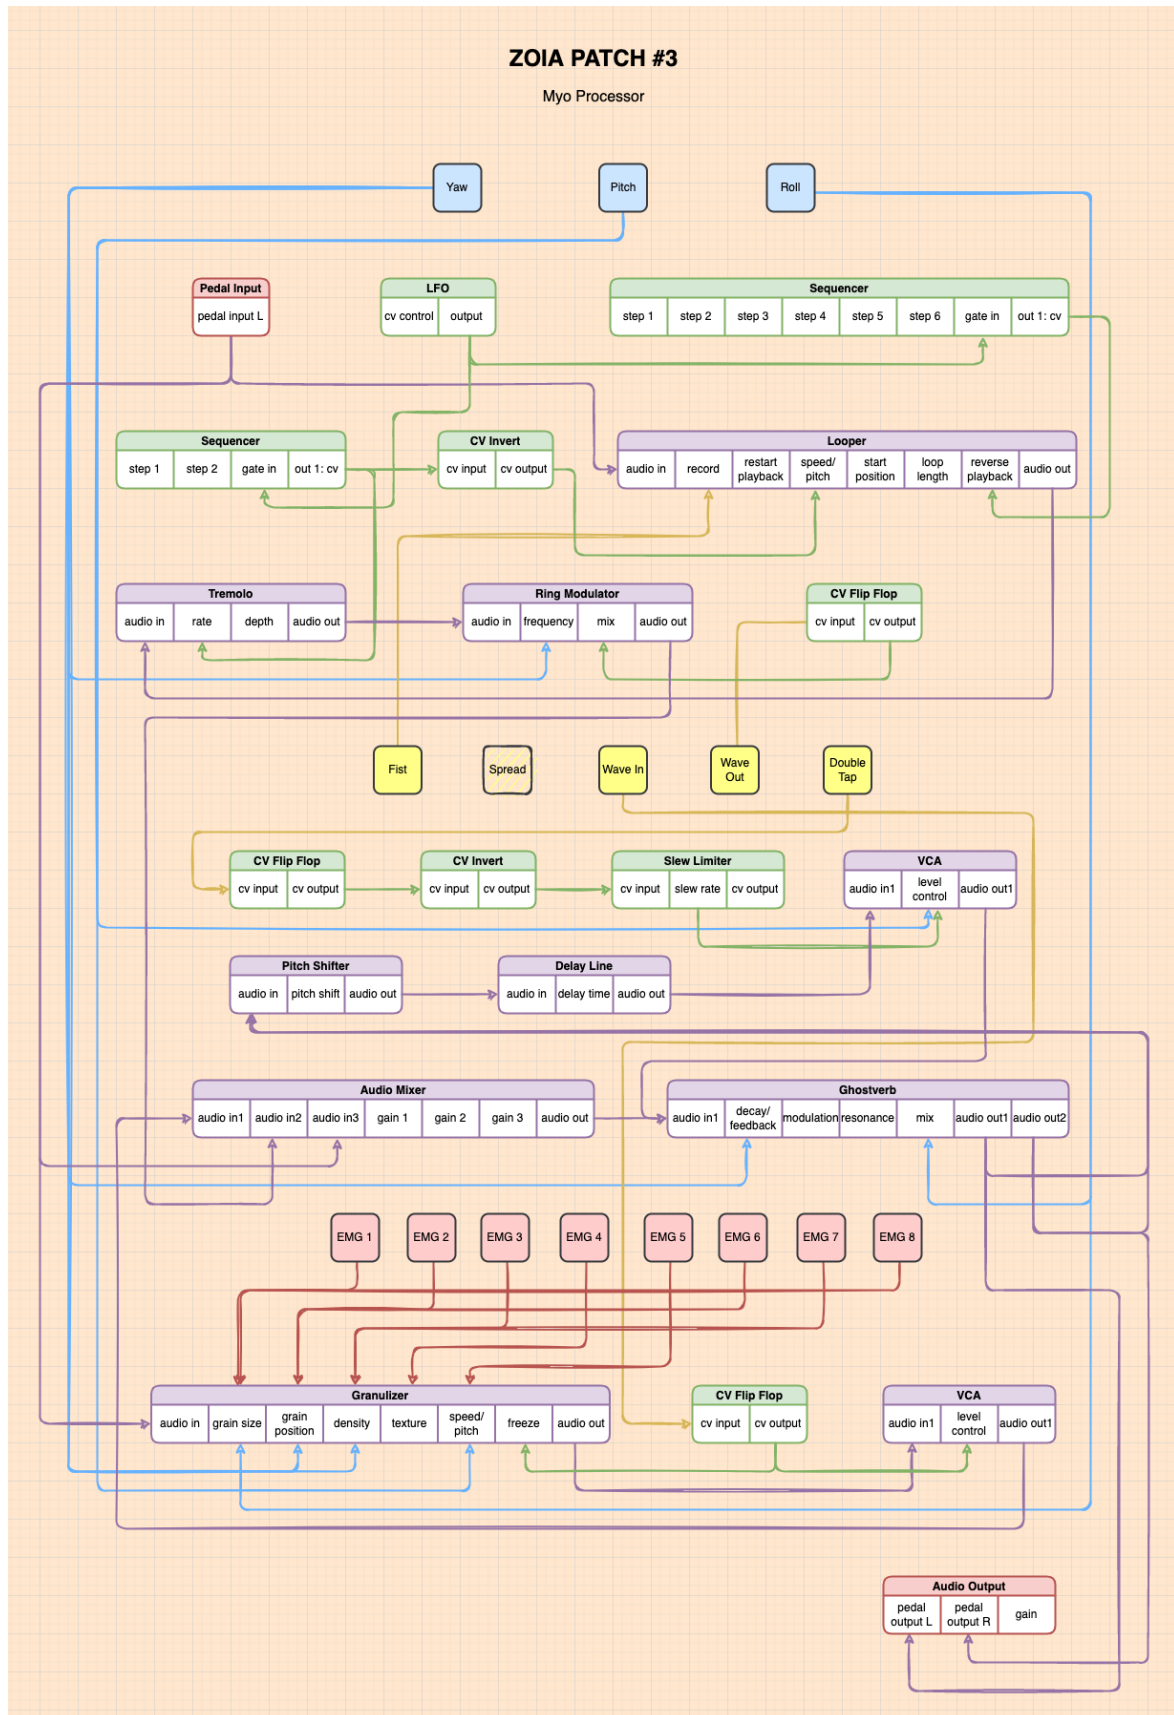 ZOIA PATCH #3
Myo Processor
Yaw
Pitch
Roll
Pedal Input
pedal input L
LFO
cv control
output
Sequencer
step 1
step 2
step 3
step 4
step 5
step 6
gate in
out 1: cv
Sequencer
step 1
step 2
gate in
out 1: cv
CV Invert
cv input
cv output
Looper
audio in
record
restart
playback
speed/
pitch
start
position
loop
length
reverse
playback
audio out
Tremolo
audio in
rate
depth
audio out
Ring Modulator
audio in
frequency
mix
audio out
CV Flip Flop
cv input
cv output
Fist
Spread
Wave In
Wave
Out
Double
Tap
CV Flip Flop
cv input
cv output
CV Invert
cv input
cv output
Slew Limiter
cv input
slew rate
cv output
VCA
audio in1
level
control
audio out1
Pitch Shifter
audio in
pitch shift
audio out
Delay Line
audio in
delay time
audio out
Audio Mixer
audio in1
audio in2
audio in3
gain 1
gain 2
gain 3
audio out
Ghostverb
audio in1
decay/
feedback
modulation
resonance
mix
audio out1
audio out2
EMG 1
EMG 2
EMG 3
EMG 4
EMG 5
EMG 6
EMG 7
EMG 8
Granulizer
audio in
grain size
grain
position
density
texture
speed/
pitch
freeze
audio out
CV Flip Flop
cv input
cv output
VCA
audio in1
level
control
audio out1
Audio Output
pedal
output L
pedal
output R
gain